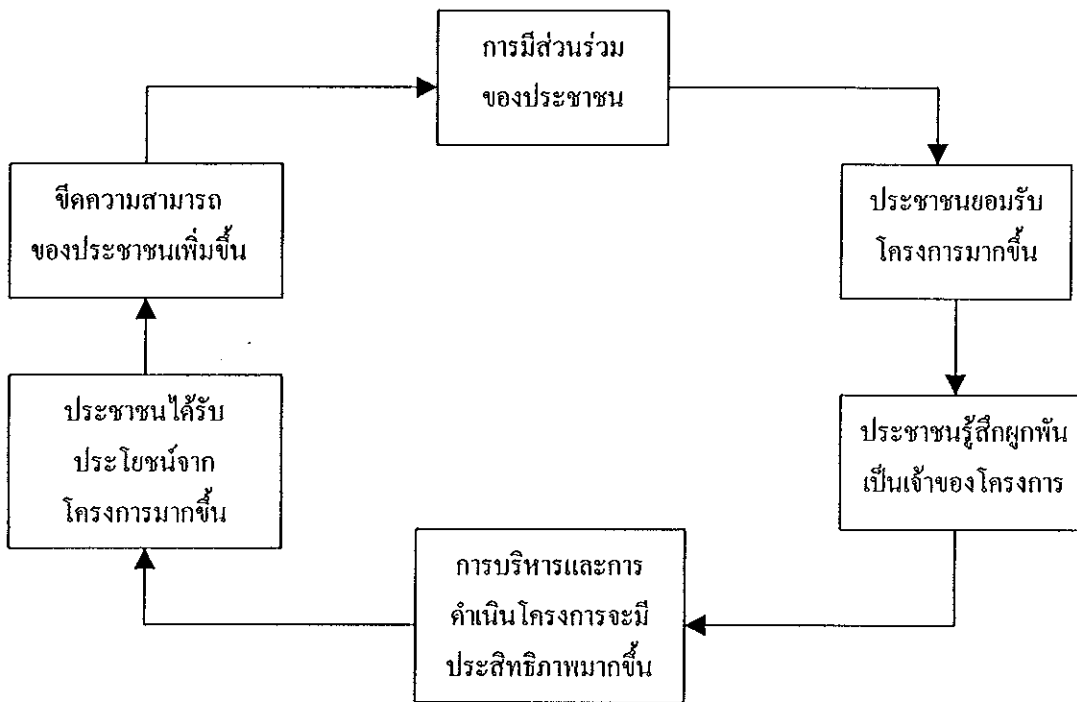 การมีส่วนร่วม
ของประชาชน
ประชาชนยอมรับ
โครงการมากขึ้น
ประชาชนรู้สึกผูกพัน
เป็นเจ้าของโครงการ
การบริหารและการ
ดำเนินโครงการจะมี
ประสิทธิภาพมากขึ้น
ประชาชนได้รับ
ประโยชน์จาก
โครงการมากขึ้น
ขีดความสามารถ
ของประชาชนเพิ่มขึ้น